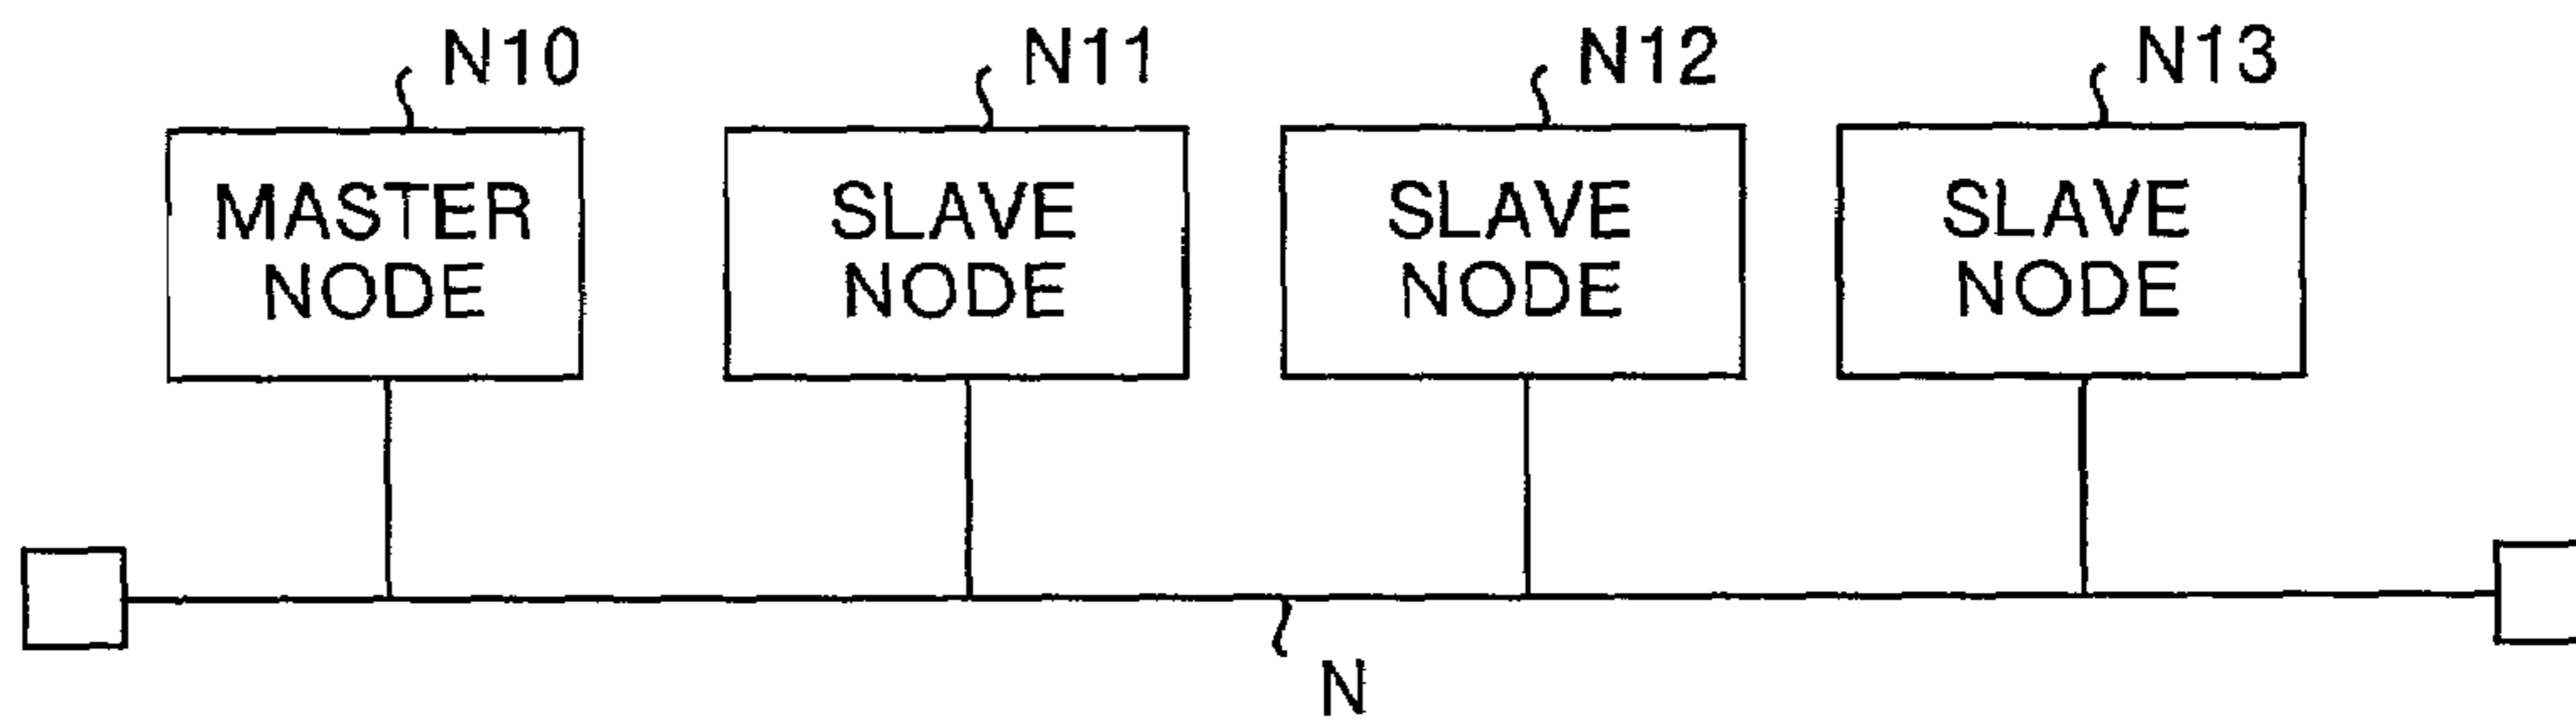 N10
N11
N12
N13
MASTER
NODE
SLAVE
NODE
SLAVE
NODE
SLAVE
NODE
N